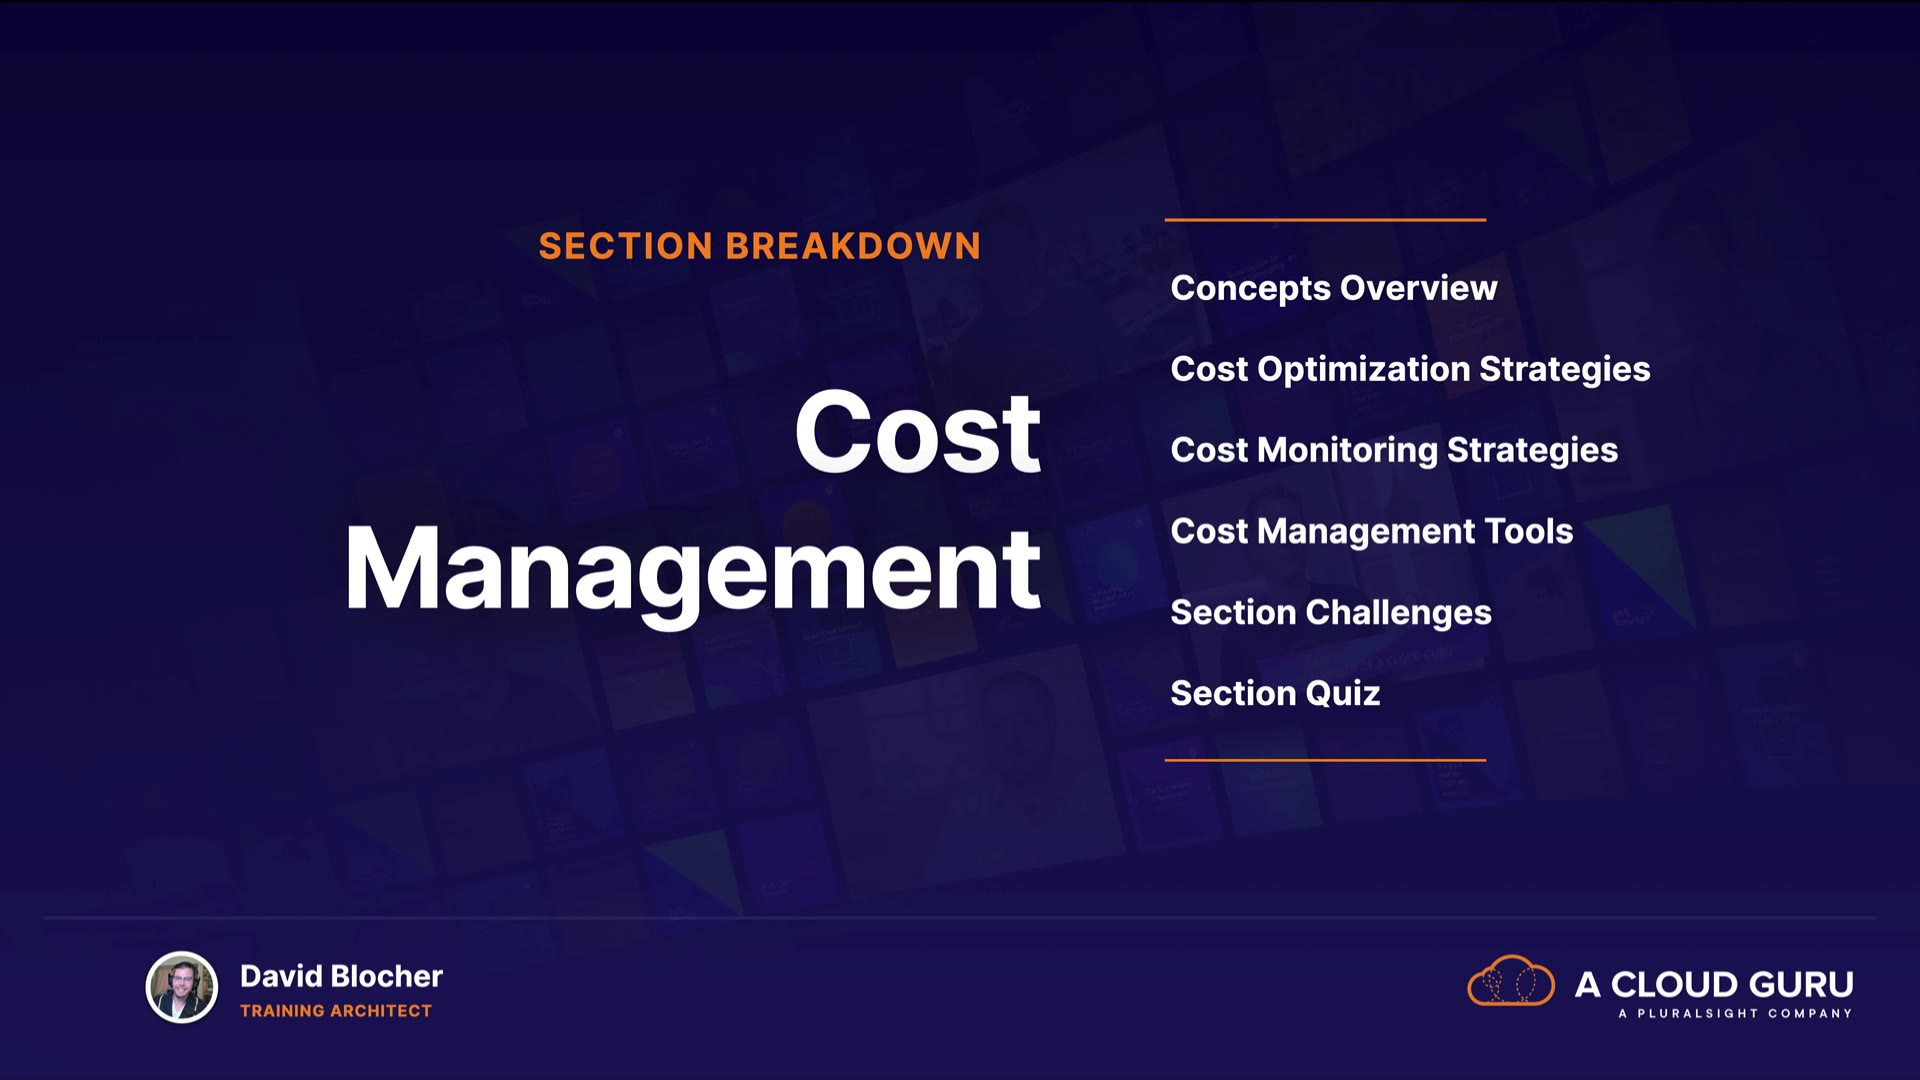 SECTION BREAKDOWN
Cost
Management
Concepts Overview
Cost Optimization Strategies
Cost Monitoring Strategies
Cost Management Tools
Section Challenges
Section Quiz
David Blocher
TRAINING ARCHITECT
A CLOUD GURU
A PLURALSIGHT COMPANY